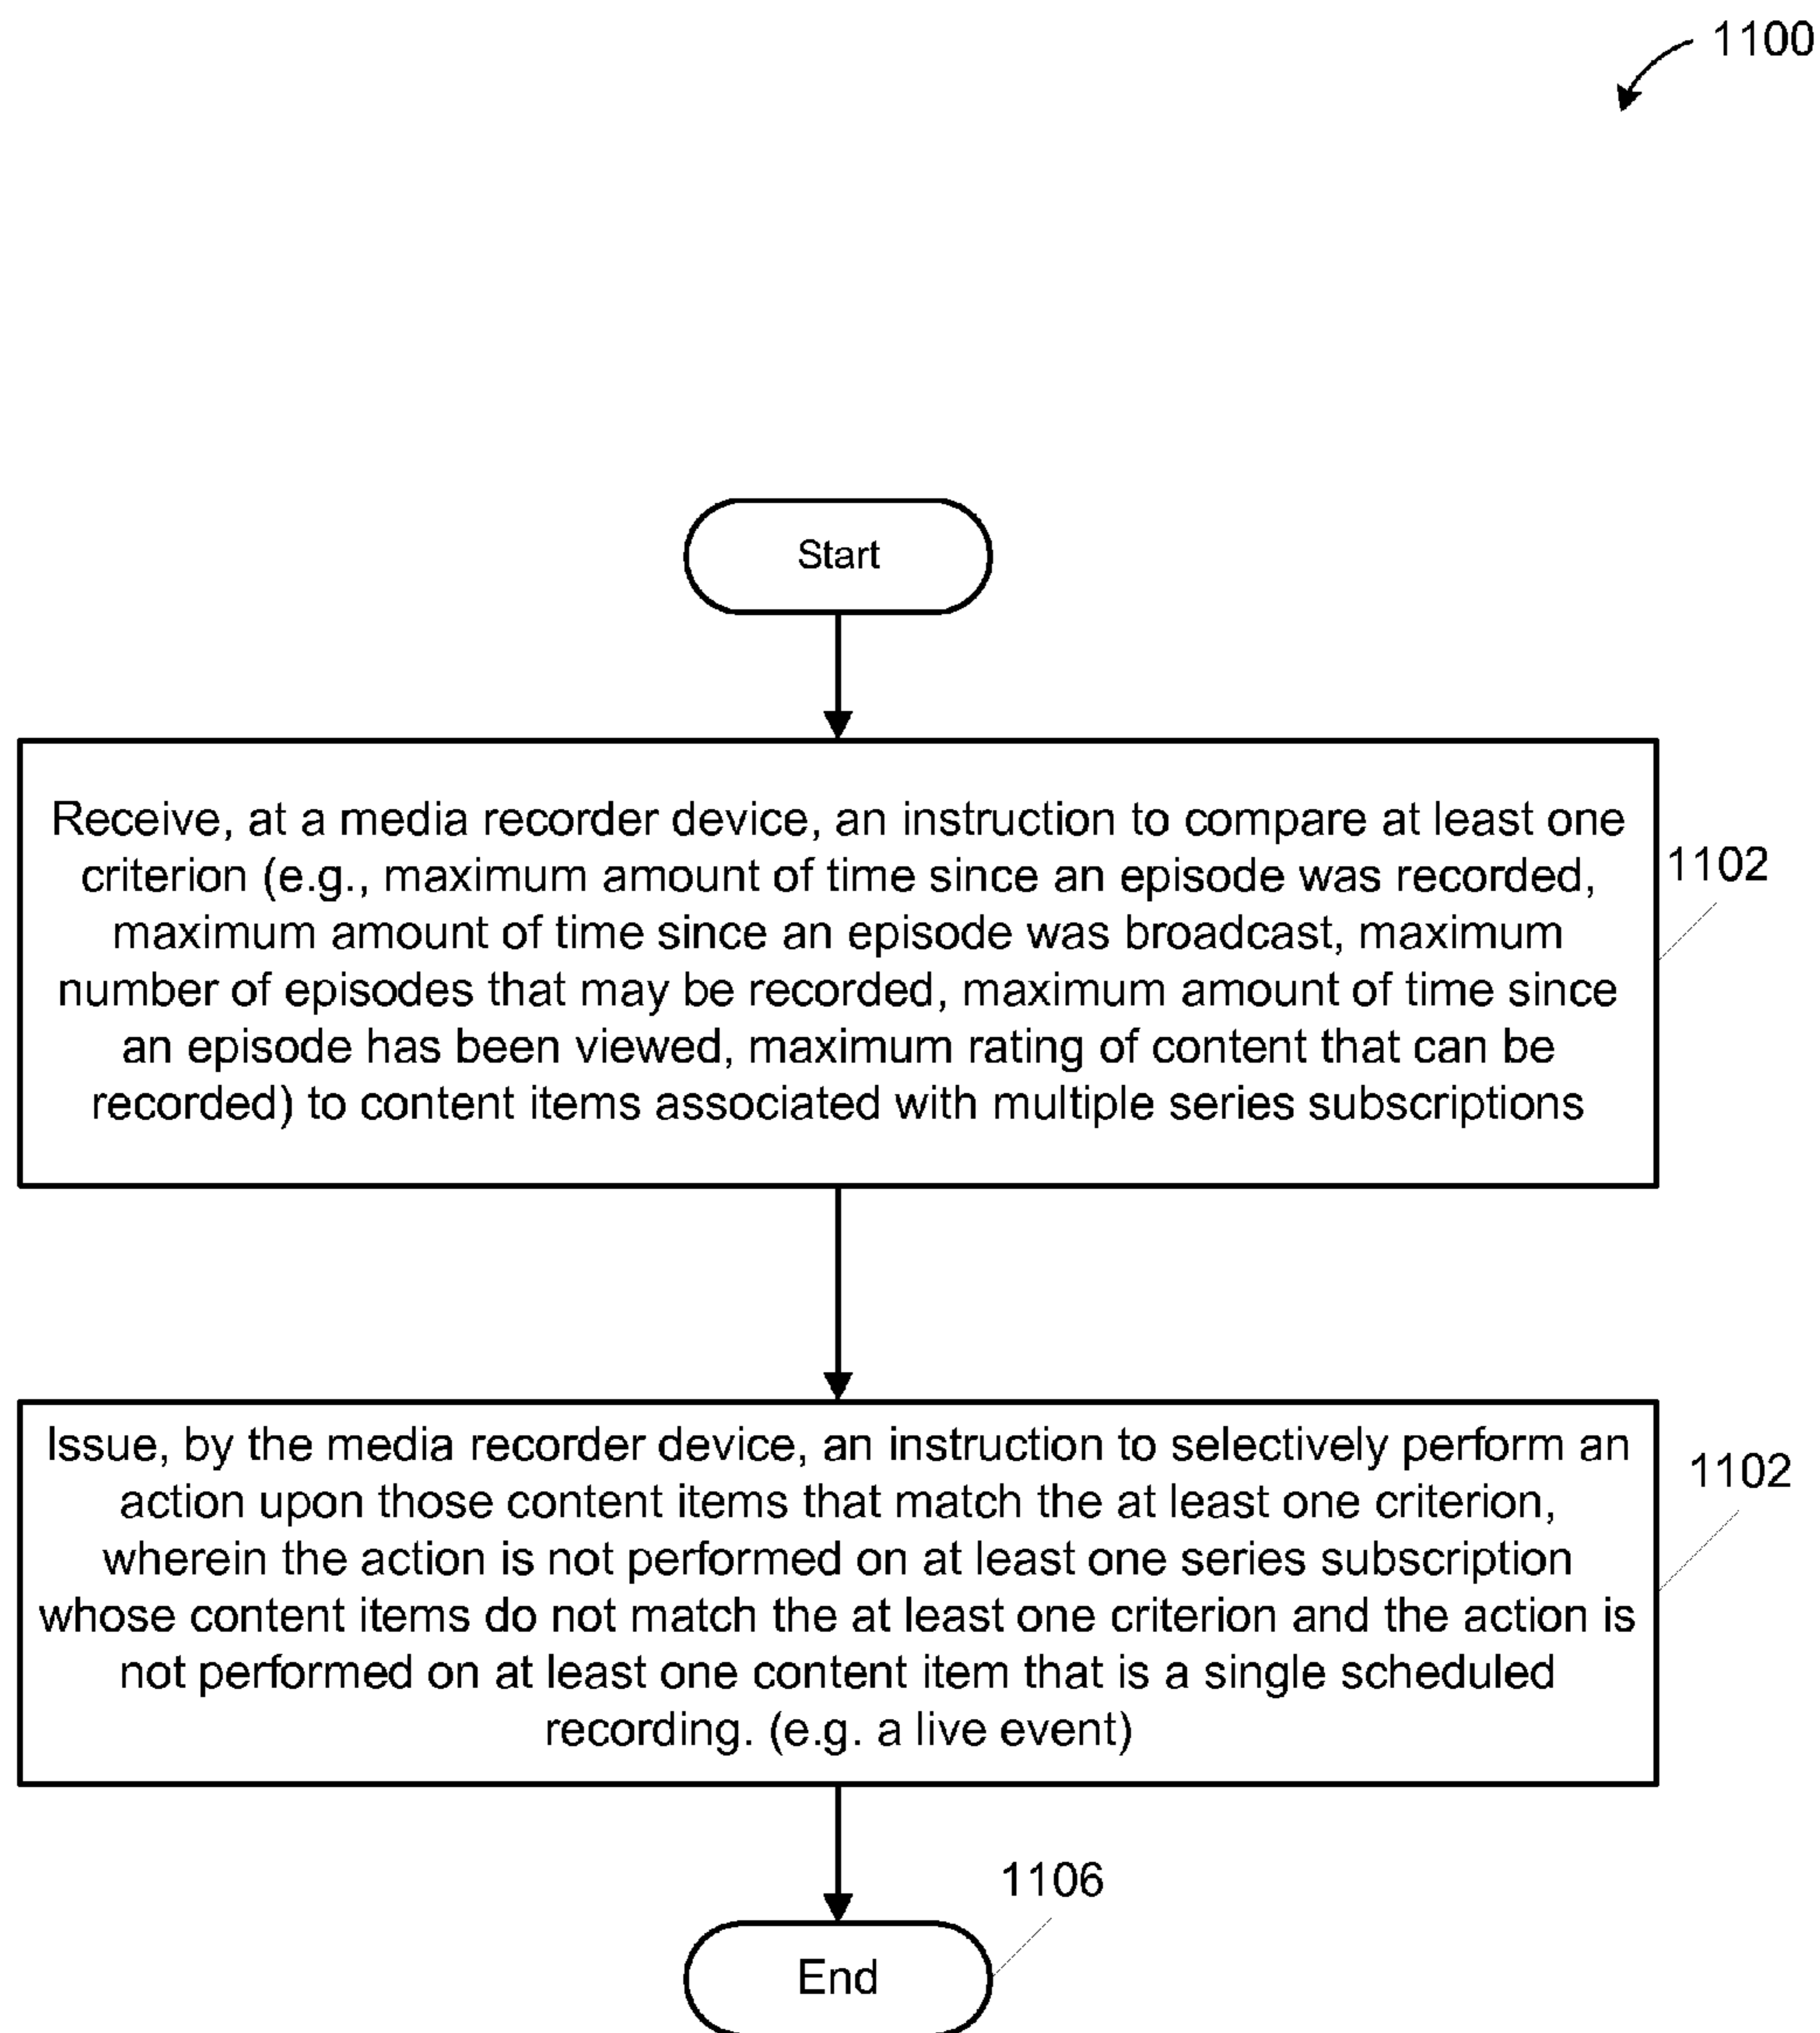 1100
Start
Receive, at a media recorder device, an instruction to compare at least one
criterion (e.g., maximum amount of time since an episode was recorded,
maximum amount of time since an episode was broadcast, maximum
number of episodes that may be recorded, maximum amount of time since
an episode has been viewed, maximum rating of content that can be
recorded) to content items associated with multiple series subscriptions
1102
Issue, by the media recorder device, an instruction to selectively perform an
action upon those content items that match the at least one criterion,
wherein the action is not performed on at least one series subscription
whose content items do not match the at least one criterion and the action is
not performed on at least one content item that is a single scheduled
recording. (e.g. a live event)
1102
1106
End